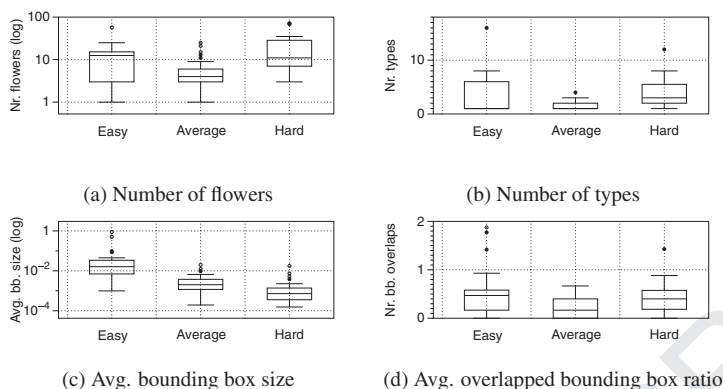 Nr. flowers (log)
100
10
1
Easy Average Hard
(a) Number of flowers
Nr. types
10
0
Easy Average Hard
(b) Number of types
Avg. bb. size (log)
1
10⁻²
10⁻⁴
Easy Average Hard
(c) Avg. bounding box size
Nr. bb. overlaps
2
1
0
Easy Average Hard
(d) Avg. overlapped bounding box ratio